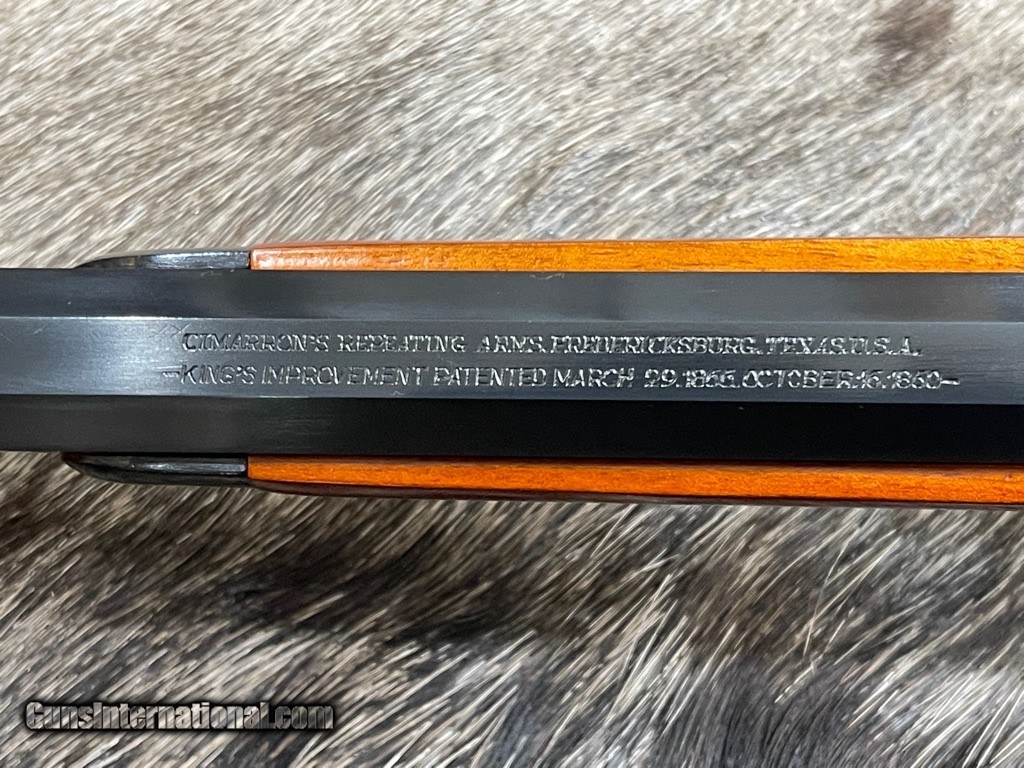 CIMARRON'S REPEATING ARMS. FREDERICKSBURG. TEXAS. U.S.A.
—KING'S IMPROVEMENT PATENTED MARCH 29. 1866. OCTOBER 16. 1860—
GunsInternational.com